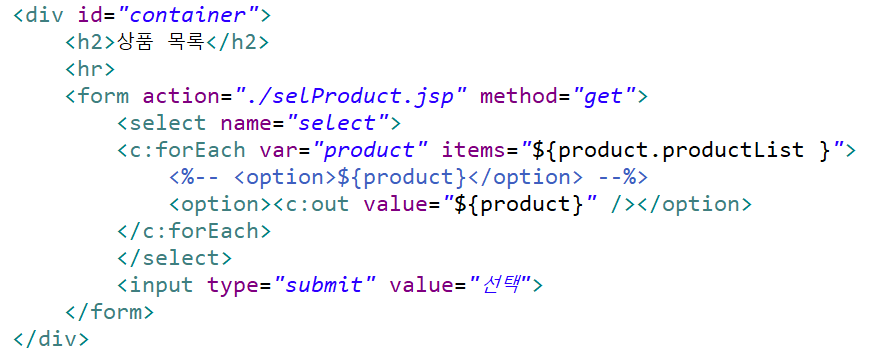 <div id="container">
    <h2>상품 목록</h2>
    <hr>
    <form action="./selProduct.jsp" method="get">
        <select name="select">
        <c:forEach var="product" items="${product.productList }">
            <%-- <option>${product}</option> --%>
            <option><c:out value="${product}" /></option>
        </c:forEach>
        </select>
        <input type="submit" value="선택">
    </form>
</div>